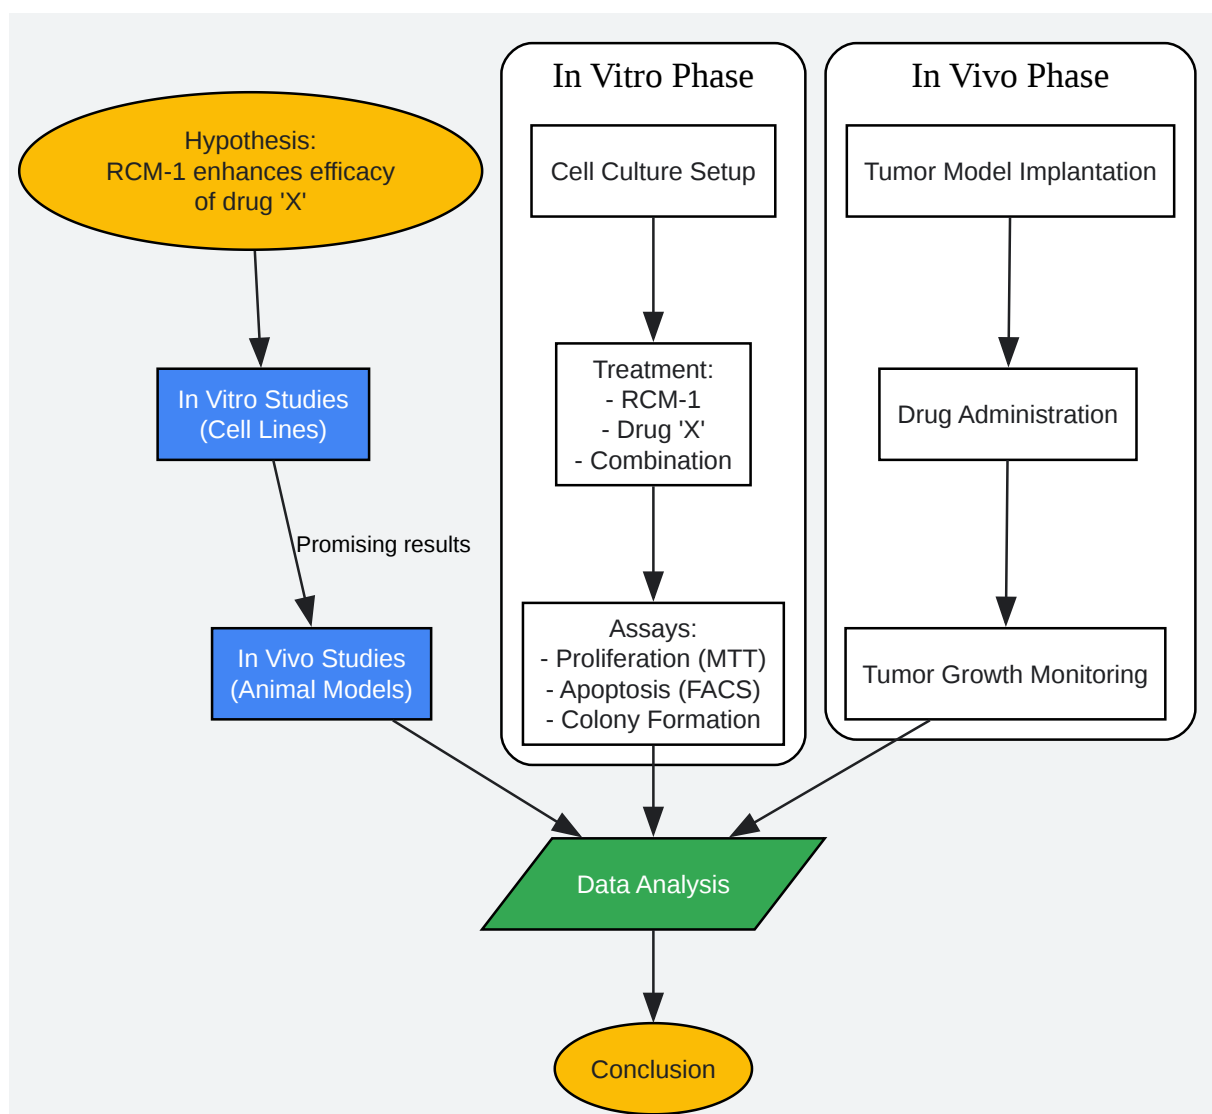 Hypothesis:
RCM-1 enhances efficacy
of drug 'X'
In Vitro Studies
(Cell Lines)
Promising results
In Vivo Studies
(Animal Models)
In Vitro Phase
Cell Culture Setup
Treatment:
- RCM-1
- Drug 'X'
- Combination
Assays:
- Proliferation (MTT)
- Apoptosis (FACS)
- Colony Formation
In Vivo Phase
Tumor Model Implantation
Drug Administration
Tumor Growth Monitoring
Data Analysis
Conclusion